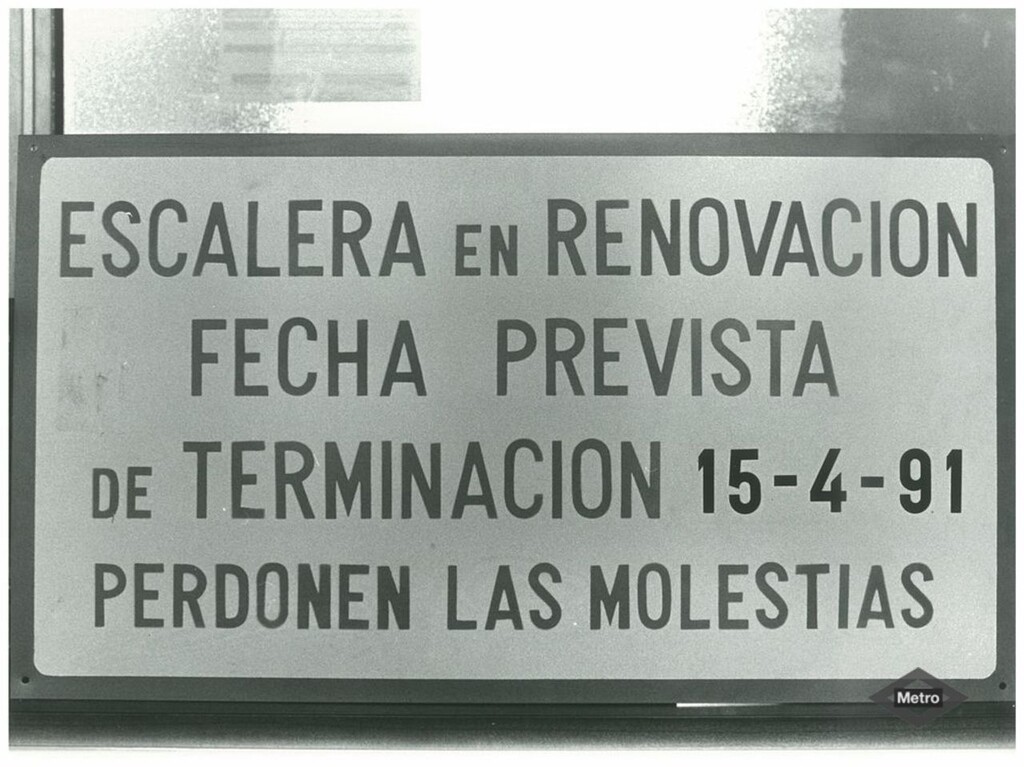 ESCALERA EN RENOVACION
FECHA PREVISTA
DE TERMINACION 15-4-91
PERDONEN LAS MOLESTIAS
Metro